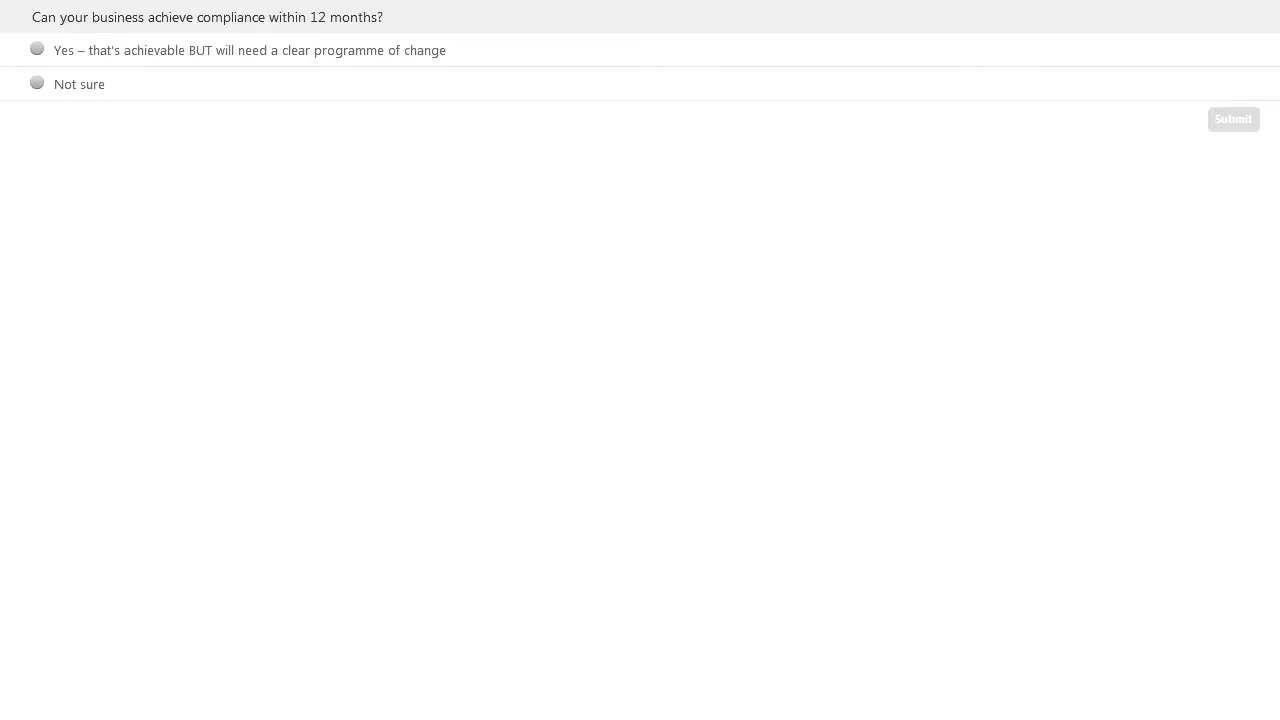 Can your business achieve compliance within 12 months?
Yes – that's achievable BUT will need a clear programme of change
Not sure
Submit